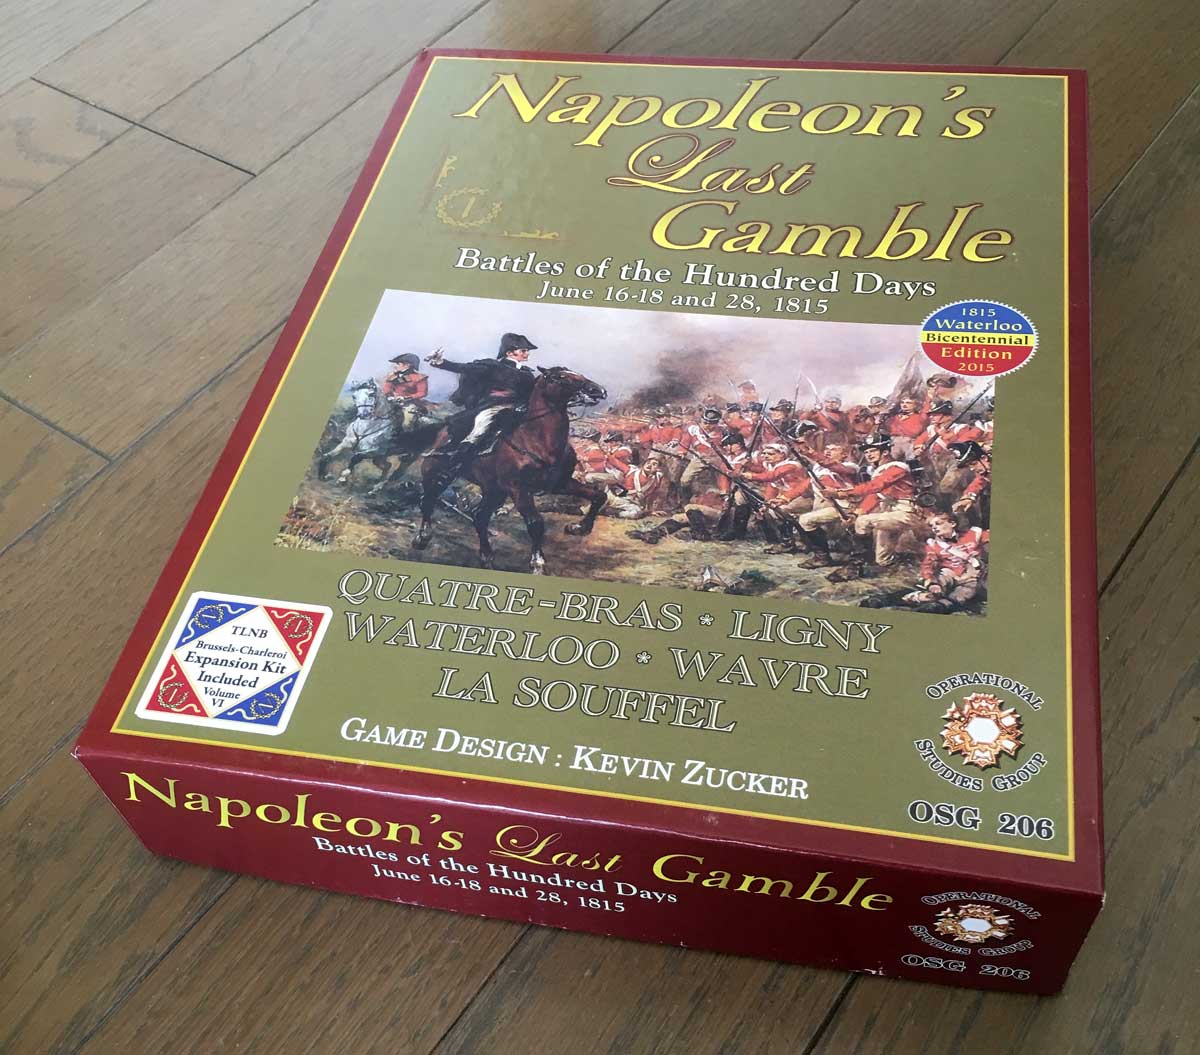 Napoleon's
Last
Gamble
Battles of the Hundred Days
June 16-18 and 28, 1815
1815
Waterloo
Bicentennial
Edition
2015
QUATRE-BRAS * LIGNY
WATERLOO * WAVRE
LA SOUFFEL
TLNB
Brussels-Charleroi
Expansion Kit
Included
Volume
VI
GAME DESIGN : KEVIN ZUCKER
OPERATIONAL
STUDIES GROUP
OSG 206
Napoleon's Last Gamble
Battles of the Hundred Days
June 16-18 and 28, 1815
OPERATIONAL
STUDIES GROUP
OSG 206